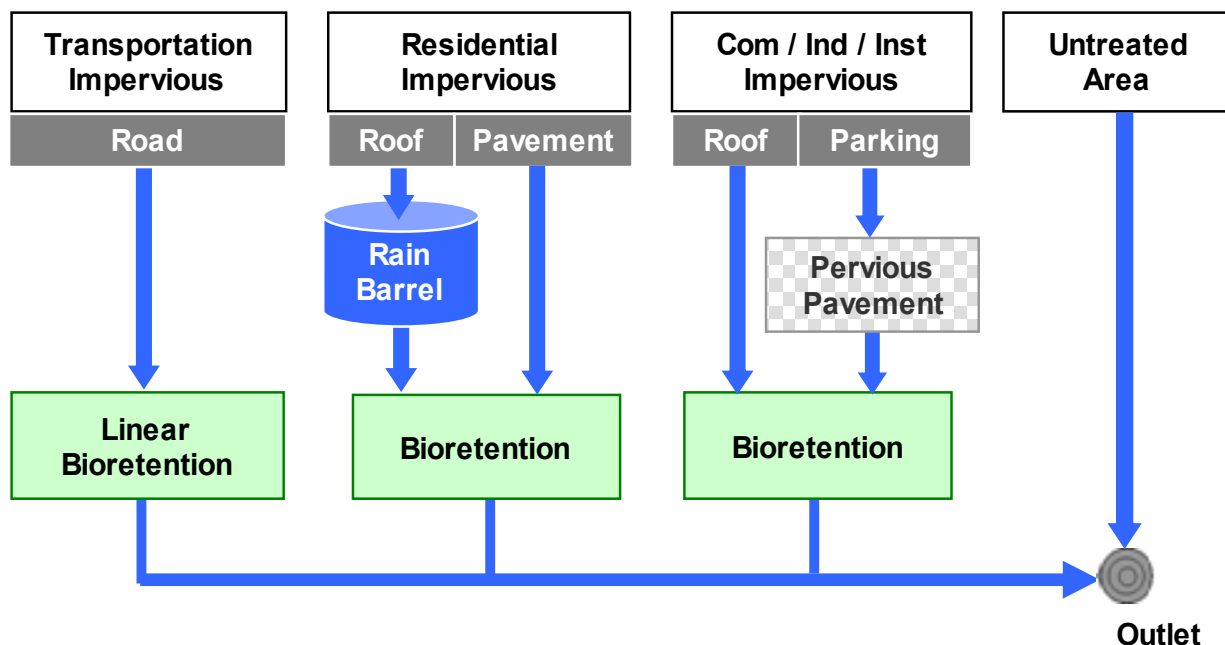 Transportation
Impervious
Residential
Impervious
Com / Ind / Inst
Impervious
Untreated
Area
Road
Roof
Pavement
Roof
Parking
Rain
Barrel
Pervious
Pavement
Linear
Bioretention
Bioretention
Bioretention
Outlet